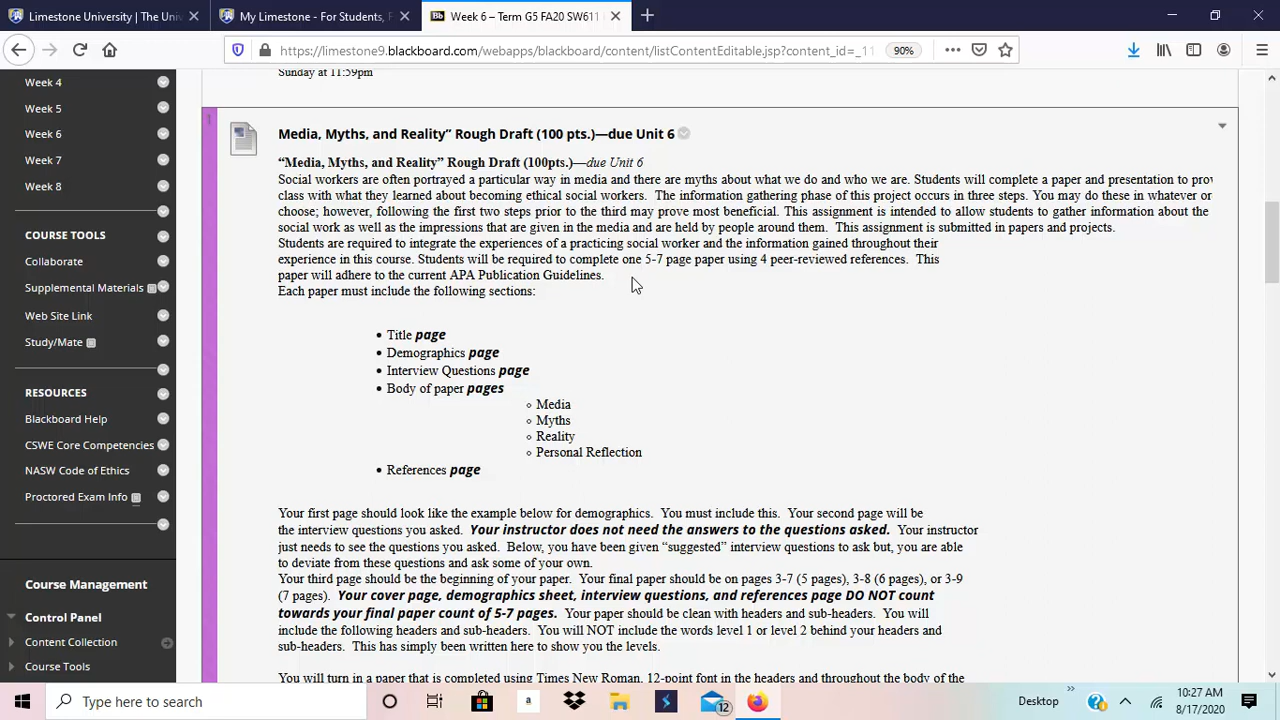 Limestone University | The Uni
My Limestone - For Students, F
Bb Week 6 – Term G5 FA20 SW611
https://limestone9.blackboard.com/webapps/blackboard/content/listContentEditable.jsp?content_id=_11
90%
Week 4
Week 5
Week 6
Week 7
Week 8
COURSE TOOLS
Collaborate
Supplemental Materials
Web Site Link
Study/Mate
RESOURCES
Blackboard Help
CSWE Core Competencies
NASW Code of Ethics
Proctored Exam Info
Course Management
Control Panel
Content Collection
Course Tools
Sunday at 11:59pm
Media, Myths, and Reality” Rough Draft (100 pts.)—due Unit 6
“Media, Myths, and Reality” Rough Draft (100pts.)—due Unit 6
Social workers are often portrayed a particular way in media and there are myths about what we do and who we are. Students will complete a paper and presentation to prov
class with what they learned about becoming ethical social workers. The information gathering phase of this project occurs in three steps. You may do these in whatever or
choose; however, following the first two steps prior to the third may prove most beneficial. This assignment is intended to allow students to gather information about the
social work as well as the impressions that are given in the media and are held by people around them. This assignment is submitted in papers and projects.
Students are required to integrate the experiences of a practicing social worker and the information gained throughout their
experience in this course. Students will be required to complete one 5-7 page paper using 4 peer-reviewed references. This
paper will adhere to the current APA Publication Guidelines.
Each paper must include the following sections:
• Title page
• Demographics page
• Interview Questions page
• Body of paper pages
◦ Media
◦ Myths
◦ Reality
◦ Personal Reflection
• References page
Your first page should look like the example below for demographics. You must include this. Your second page will be
the interview questions you asked. Your instructor does not need the answers to the questions asked. Your instructor
just needs to see the questions you asked. Below, you have been given “suggested” interview questions to ask but, you are able
to deviate from these questions and ask some of your own.
Your third page should be the beginning of your paper. Your final paper should be on pages 3-7 (5 pages), 3-8 (6 pages), or 3-9
(7 pages). Your cover page, demographics sheet, interview questions, and references page DO NOT count
towards your final paper count of 5-7 pages. Your paper should be clean with headers and sub-headers. You will
include the following headers and sub-headers. You will NOT include the words level 1 or level 2 behind your headers and
sub-headers. This has simply been written here to show you the levels.
You will turn in a paper that is completed using Times New Roman, 12-point font in the headers and throughout the body of the
Type here to search
a
12
Desktop
10:27 AM
8/17/2020